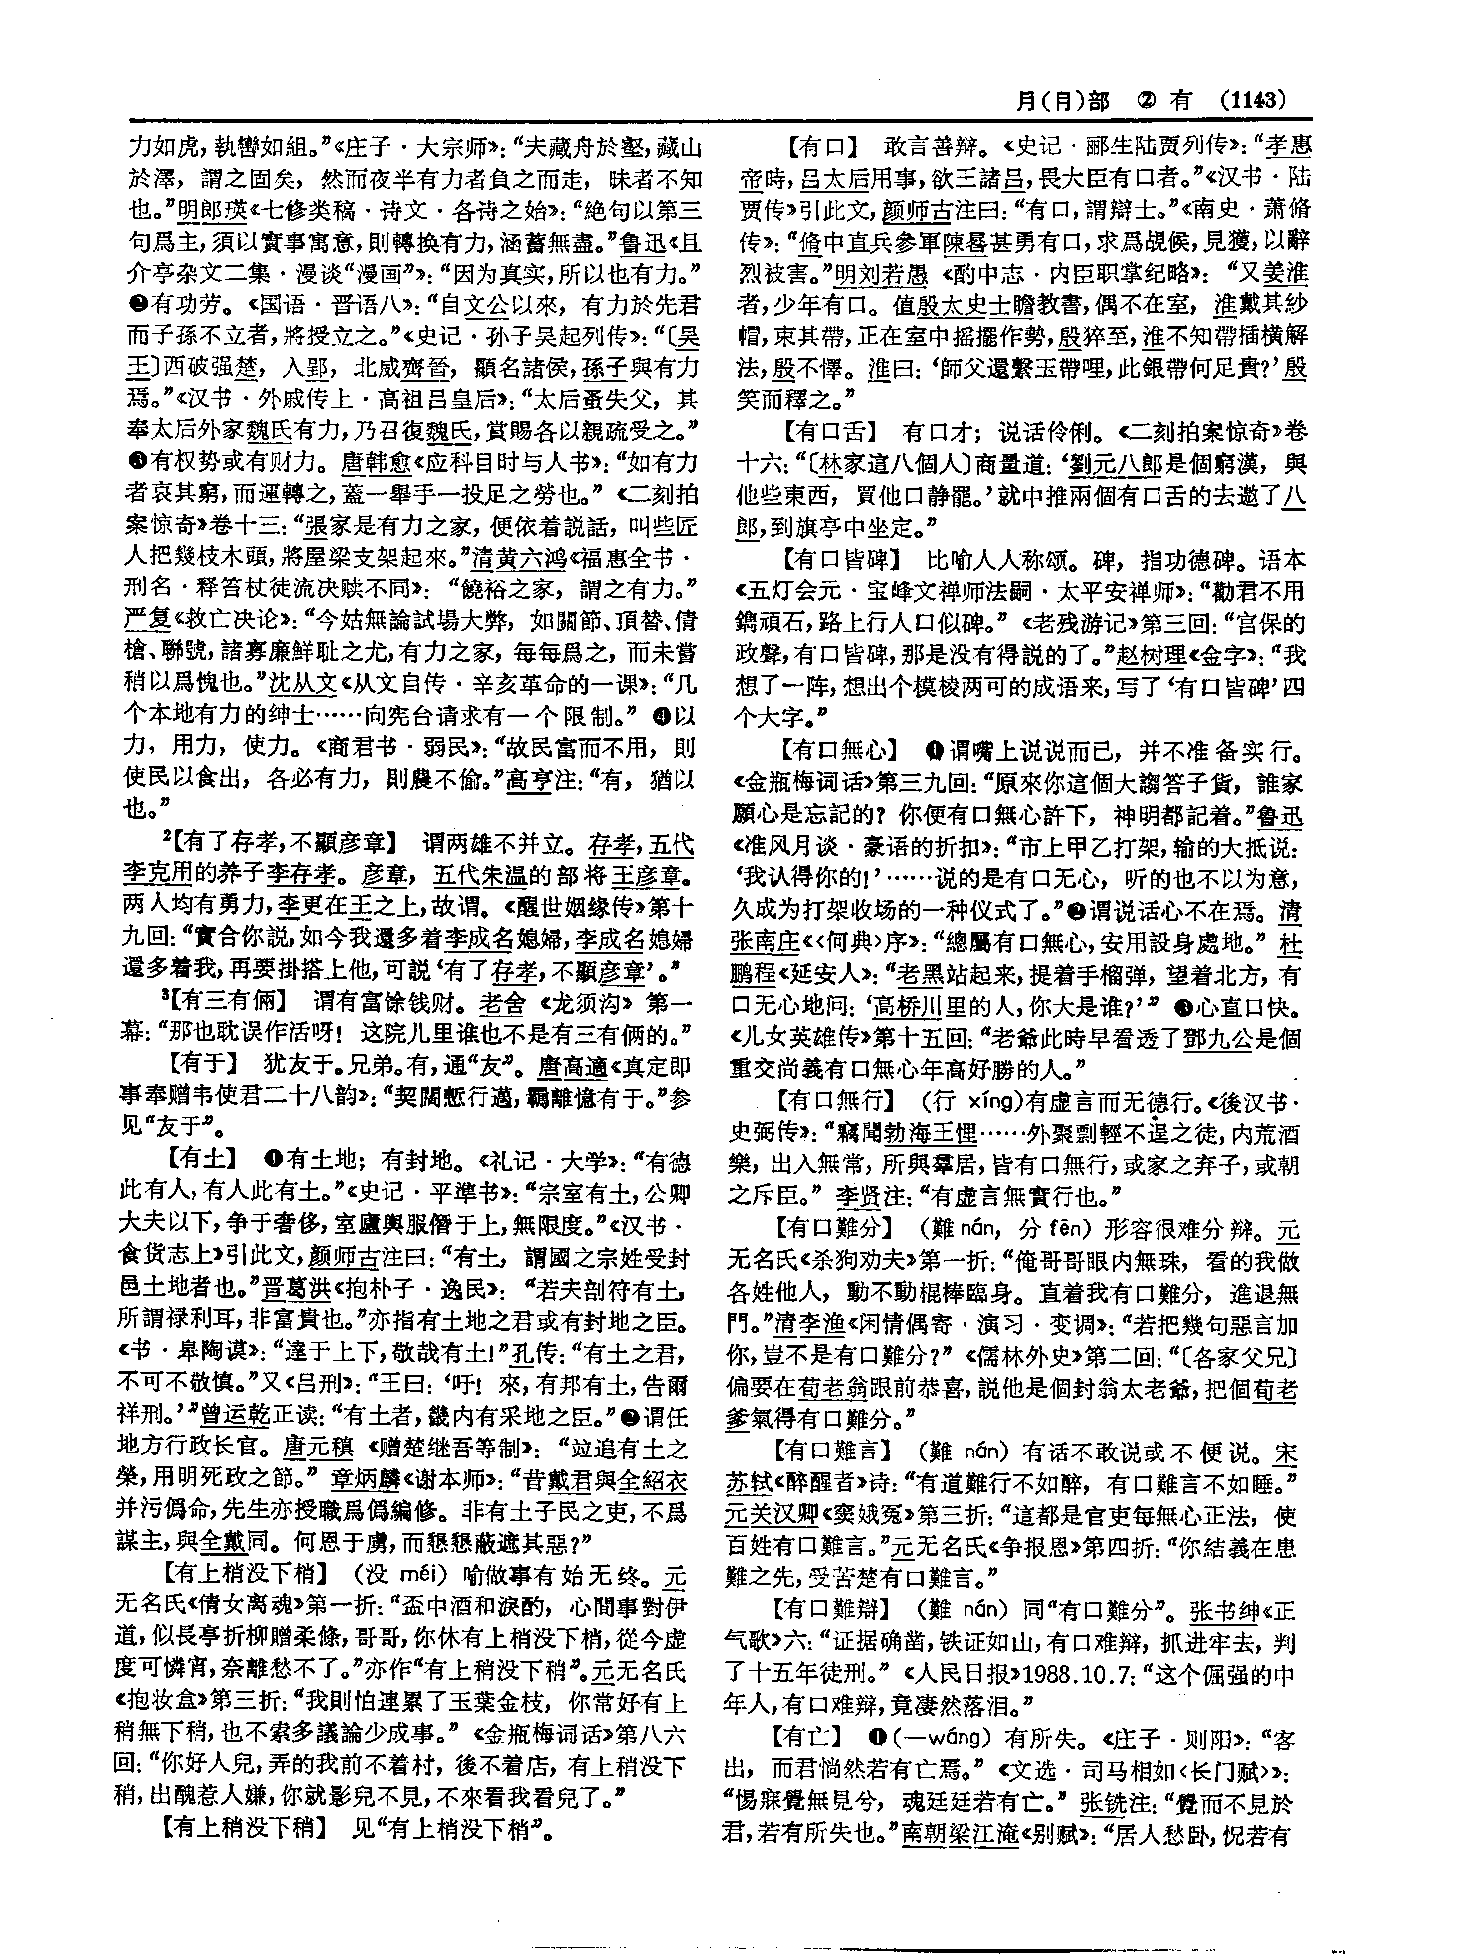 月(月)部　② 有　(1143)
力如虎，執轡如組。”《庄子·大宗师》：“夫藏舟於壑，藏山
於澤，謂之固矣，然而夜半有力者負之而走，昧者不知
也。”明郎瑛《七修类稿·诗文·各诗之始》：“絶句以第三
句爲主，須以實事寓意，則轉换有力，涵蓄無盡。”鲁迅《且
介亭杂文二集·漫谈“漫画”》：“因为真实，所以也有力。”
❷有功劳。《国语·晋语八》：“自文公以來，有力於先君
而子孫不立者，將授立之。”《史记·孙子吴起列传》：“〔吴
王〕西破强楚，入郢，北威齊晉，顯名諸侯，孫子與有力
焉。”《汉书·外戚传上·高祖吕皇后》：“太后蚤失父，其
奉太后外家魏氏有力，乃召復魏氏，賞賜各以親疏受之。”
❸有权势或有财力。唐韩愈《应科目时与人书》：“如有力
者哀其窮，而運轉之，蓋一舉手一投足之勞也。”《二刻拍
案惊奇》卷十三：“張家是有力之家，便依着説話，叫些匠
人把幾枝木頭，將屋梁支架起來。”清黄六鸿《福惠全书·
刑名·释笞杖徒流决赎不同》：“饒裕之家，謂之有力。”
严复《救亡决论》：“今姑無論試場大弊，如關節、頂替、倩
槍、聯號，諸寡廉鮮耻之尤，有力之家，每每爲之，而未嘗
稍以爲愧也。”沈从文《从文自传·辛亥革命的一课》：“几
个本地有力的绅士……向宪台请求有一个限制。”❹以
力，用力，使力。《商君书·弱民》：“故民富而不用，則
使民以食出，各必有力，則農不偷。”高亨注：“有，猶以
也。”
²【有了存孝，不顯彦章】　谓两雄不并立。存孝，五代
李克用的养子李存孝。彦章，五代朱温的部将王彦章。
两人均有勇力，李更在王之上，故谓。《醒世姻缘传》第十
九回：“實合你説，如今我還多着李成名媳婦，李成名媳婦
還多着我，再要掛搭上他，可説‘有了存孝，不顯彦章’。”
³【有三有倆】　谓有富馀钱财。老舍《龙须沟》第一
幕：“那也耽误作活呀！这院儿里谁也不是有三有俩的。”
【有于】　犹友于。兄弟。有，通“友”。唐高適《真定即
事奉赠韦使君二十八韵》：“契闊慙行邁，羈離憶有于。”参
见“友于”。
【有土】　❶有土地；有封地。《礼记·大学》：“有德
此有人，有人此有土。”《史记·平準书》：“宗室有土，公卿
大夫以下，争于奢侈，室廬輿服僭于上，無限度。”《汉书·
食货志上》引此文，颜师古注曰：“有土，謂國之宗姓受封
邑土地者也。”晋葛洪《抱朴子·逸民》：“若夫剖符有土，
所謂禄利耳，非富貴也。”亦指有土地之君或有封地之臣。
《书·皋陶谟》：“達于上下，敬哉有土！”孔传：“有土之君，
不可不敬慎。”又《吕刑》：“王曰：‘吁！來，有邦有土，告爾
祥刑。’”曾运乾正读：“有土者，畿内有采地之臣。”❷谓任
地方行政长官。唐元稹《赠楚继吾等制》：“竝追有土之
榮，用明死政之節。”章炳麟《谢本师》：“昔戴君與全紹衣
并污僞命，先生亦授職爲僞編修。非有土子民之吏，不爲
謀主，與全戴同。何恩于虜，而懇懇蔽遮其惡？”
【有上梢没下梢】　（没 méi）喻做事有始无终。元
无名氏《倩女离魂》第一折：“盃中酒和淚酌，心間事對伊
道，似長亭折柳贈柔條，哥哥，你休有上梢没下梢，從今虚
度可憐宵，奈離愁不了。”亦作“有上稍没下稍”。元无名氏
《抱妆盒》第三折：“我則怕連累了玉葉金枝，你常好有上
稍無下稍，也不索多議論少成事。”《金瓶梅词话》第八六
回：“你好人兒，弄的我前不着村，後不着店，有上稍没下
稍，出醜惹人嫌，你就影兒不見，不來看我看兒了。”
【有上稍没下稍】　见“有上梢没下梢”。
【有口】　敢言善辩。《史记·郦生陆贾列传》：“孝惠
帝時，吕太后用事，欲王諸吕，畏大臣有口者。”《汉书·陆
贾传》引此文，颜师古注曰：“有口，謂辯士。”《南史·萧脩
传》：“脩中直兵參軍陳晷甚勇有口，求爲覘候，見獲，以辭
烈被害。”明刘若愚《酌中志·内臣职掌纪略》：“又姜淮
者，少年有口。值殷太史士瞻教書，偶不在室，淮戴其紗
帽，束其帶，正在室中摇擺作勢，殷猝至，淮不知帶插橫解
法，殷不懌。淮曰：‘師父還繫玉帶哩，此銀帶何足貴？’殷
笑而釋之。”
【有口舌】　有口才；说话伶俐。《二刻拍案惊奇》卷
十六：“〔林家這八個人〕商量道：‘劉元八郎是個窮漢，與
他些東西，買他口静罷。’就中推兩個有口舌的去邀了八
郎，到旗亭中坐定。”
【有口皆碑】　比喻人人称颂。碑，指功德碑。语本
《五灯会元·宝峰文禅师法嗣·太平安禅师》：“勸君不用
鐫頑石，路上行人口似碑。”《老残游记》第三回：“宫保的
政聲，有口皆碑，那是没有得説的了。”赵树理《金字》：“我
想了一阵，想出个模棱两可的成语来，写了‘有口皆碑’四
个大字。”
【有口無心】　❶谓嘴上说说而已，并不准备实行。
《金瓶梅词话》第三九回：“原來你這個大謅答子貨，誰家
願心是忘記的？你便有口無心許下，神明都記着。”鲁迅
《准风月谈·豪语的折扣》：“市上甲乙打架，输的大抵说：
‘我认得你的！’……说的是有口无心，听的也不以为意，
久成为打架收场的一种仪式了。”❷谓说话心不在焉。清
张南庄《〈何典〉序》：“總屬有口無心，安用設身處地。”杜
鹏程《延安人》：“老黑站起来，提着手榴弹，望着北方，有
口无心地问：‘高桥川里的人，你大是谁？’”❸心直口快。
《儿女英雄传》第十五回：“老爺此時早看透了鄧九公是個
重交尚義有口無心年高好勝的人。”
【有口無行】　（行 xíng）有虚言而无德行。《後汉书·
史弼传》：“竊聞勃海王悝……外聚剽輕不逞之徒，内荒酒
樂，出入無常，所與羣居，皆有口無行，或家之弃子，或朝
之斥臣。”李贤注：“有虚言無實行也。”
【有口難分】　（難 nán，分 fēn）形容很难分辩。元
无名氏《杀狗劝夫》第一折：“俺哥哥眼内無珠，看的我做
各姓他人，動不動棍棒臨身。直着我有口難分，進退無
門。”清李渔《闲情偶寄·演习·变调》：“若把幾句惡言加
你，豈不是有口難分？”《儒林外史》第二回：“〔各家父兄〕
偏要在荀老翁跟前恭喜，説他是個封翁太老爺，把個荀老
爹氣得有口難分。”
【有口難言】　（難 nán）有话不敢说或不便说。宋
苏轼《醉醒者》诗：“有道難行不如醉，有口難言不如睡。”
元关汉卿《窦娥冤》第三折：“這都是官吏每無心正法，使
百姓有口難言。”元无名氏《争报恩》第四折：“你結義在患
難之先，受苦楚有口難言。”
【有口難辯】　（難 nán）同“有口難分”。张书绅《正
气歌》六：“证据确凿，铁证如山，有口难辩，抓进牢去，判
了十五年徒刑。”《人民日报》1988.10.7：“这个倔强的中
年人，有口难辩，竟凄然落泪。”
【有亡】　❶（—wáng）有所失。《庄子·则阳》：“客
出，而君惝然若有亡焉。”《文选·司马相如〈长门赋〉》：
“惕寐覺無見兮，魂迋迋若有亡。”张铣注：“覺而不見於
君，若有所失也。”南朝梁江淹《别赋》：“居人愁卧，怳若有